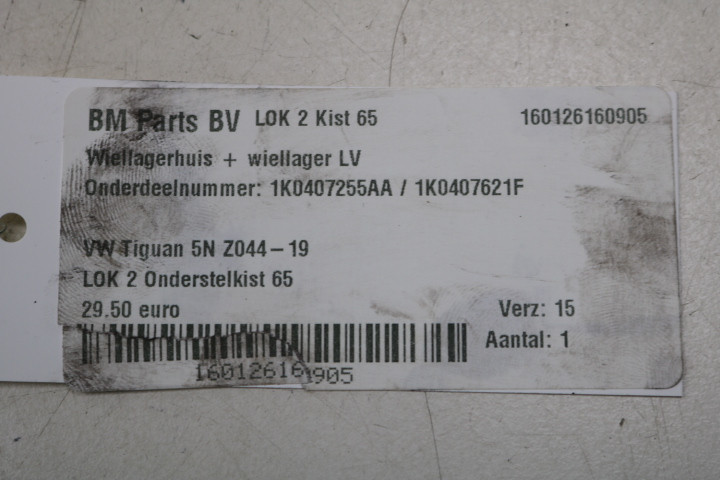 BM Parts BV LOK 2 Kist 65 160126160905
Wiellagerhuis + wiellager LV
Onderdeelnummer: 1K0407255AA / 1K0407621F
VW Tiguan 5N Z044-19
LOK 2 Onderstelkist 65
29.50 euro Verz: 15
Aantal: 1
160126160905